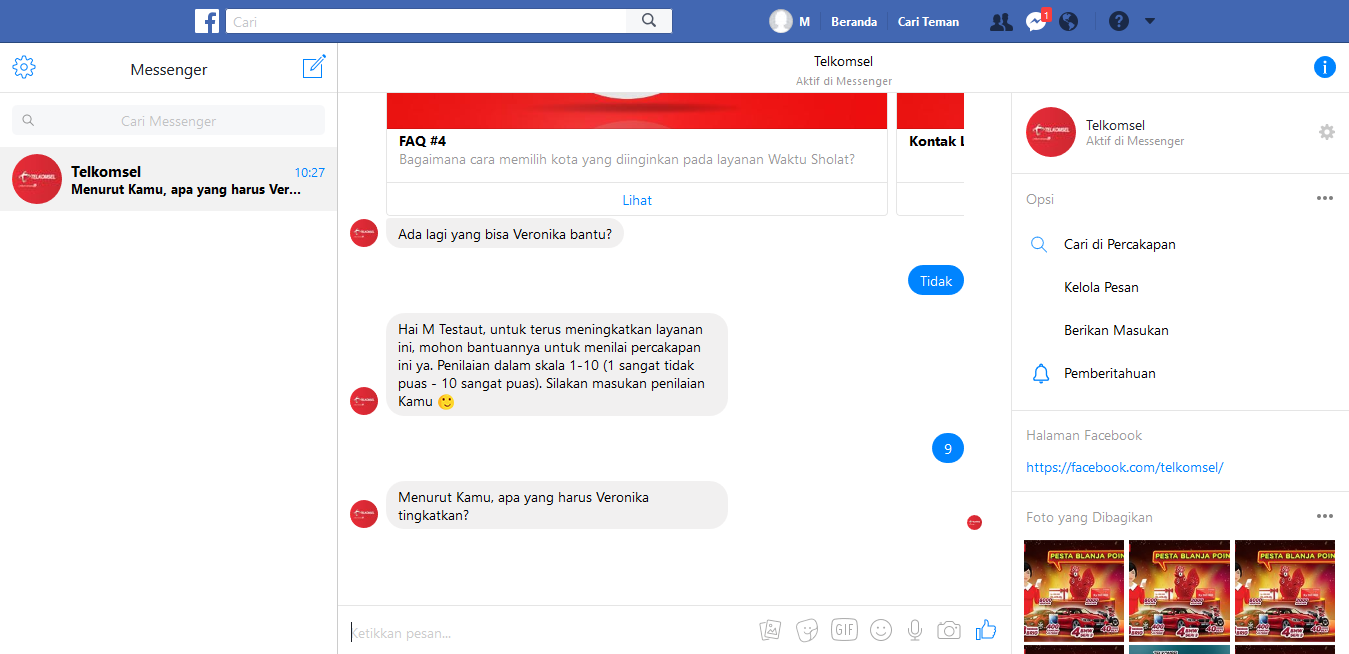 Cari
M
Beranda
Cari Teman
1
Messenger
Cari Messenger
Telkomsel
10:27
Menurut Kamu, apa yang harus Ver...
Telkomsel
Aktif di Messenger
FAQ #4
Bagaimana cara memilih kota yang diinginkan pada layanan Waktu Sholat?
Lihat
Kontak L
Ada lagi yang bisa Veronika bantu?
Tidak
Hai M Testaut, untuk terus meningkatkan layanan
ini, mohon bantuannya untuk menilai percakapan
ini ya. Penilaian dalam skala 1-10 (1 sangat tidak
puas - 10 sangat puas). Silakan masukan penilaian
Kamu 🙂
9
Menurut Kamu, apa yang harus Veronika
tingkatkan?
Ketikkan pesan...
GIF
Telkomsel
Aktif di Messenger
Opsi
Cari di Percakapan
Kelola Pesan
Berikan Masukan
Pemberitahuan
Halaman Facebook
https://facebook.com/telkomsel/
Foto yang Dibagikan
PESTA BLANJA POIN
PESTA BLANJA POIN
PESTA BLANJA POIN